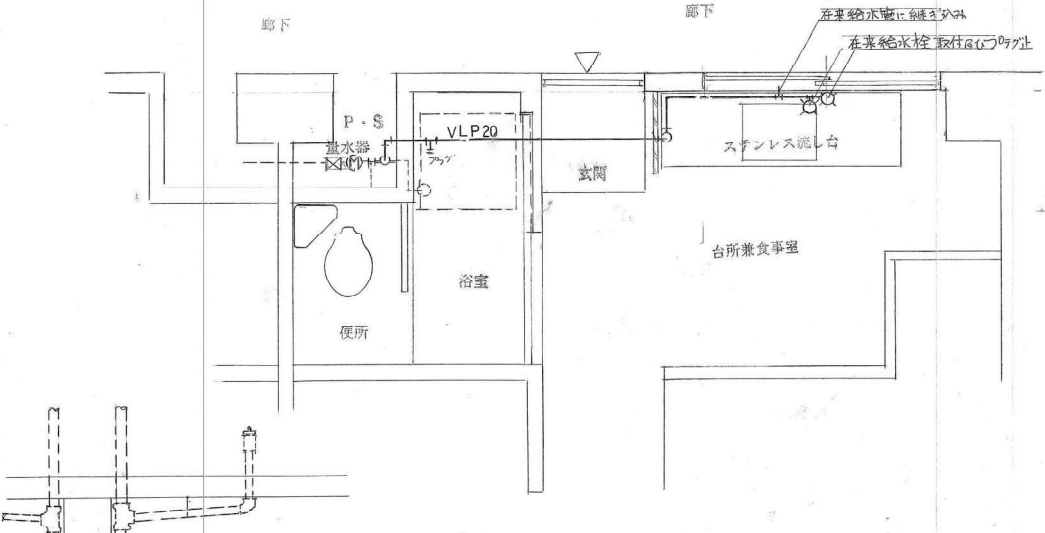 廊下
廊下
在来給水管に継ぎ込み
在来給水栓取付及びプラグ止
P・S
VLP20
量水器
プラグ
M
ステンレス流し台
玄関
台所兼食事室
浴室
便所